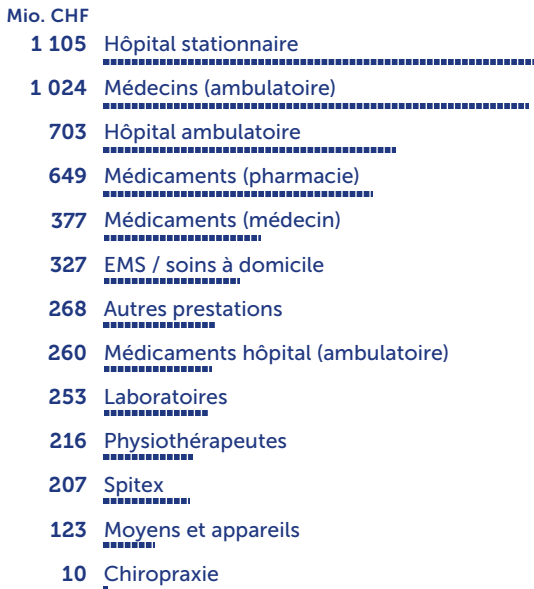 Mio. CHF
1 105 Hôpital stationnaire
1 024 Médecins (ambulatoire)
703 Hôpital ambulatoire
649 Médicaments (pharmacie)
377 Médicaments (médecin)
327 EMS / soins à domicile
268 Autres prestations
260 Médicaments hôpital (ambulatoire)
253 Laboratoires
216 Physiothérapeutes
207 Spitex
123 Moyens et appareils
10 Chiropraxie